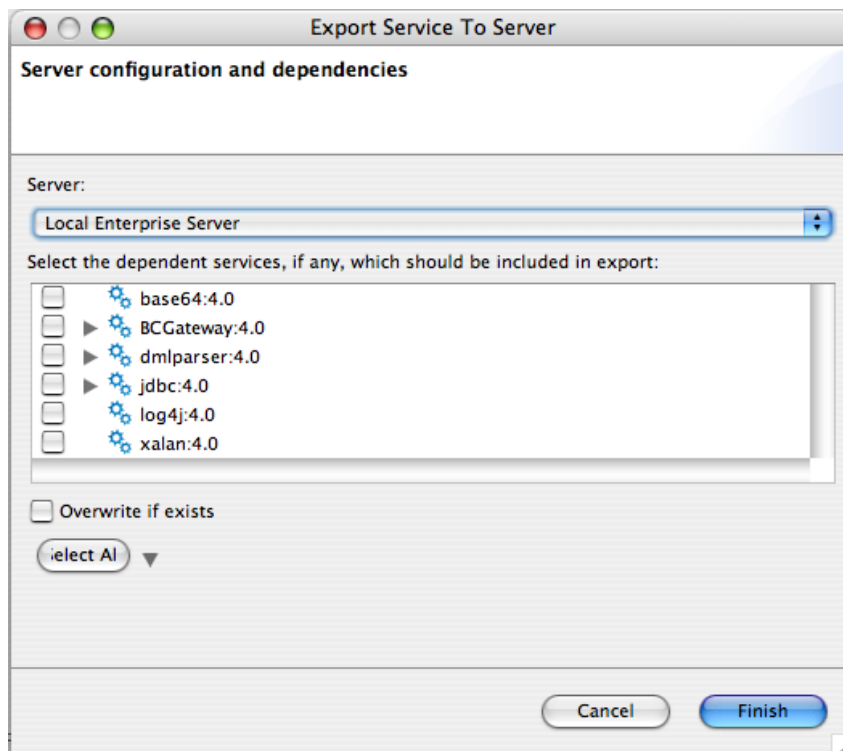 Export Service To Server
Server configuration and dependencies
Server:
Local Enterprise Server
Select the dependent services, if any, which should be included in export:
base64:4.0
BCGateway:4.0
dmlparser:4.0
jdbc:4.0
log4j:4.0
xalan:4.0
Overwrite if exists
elect Al
Cancel
Finish